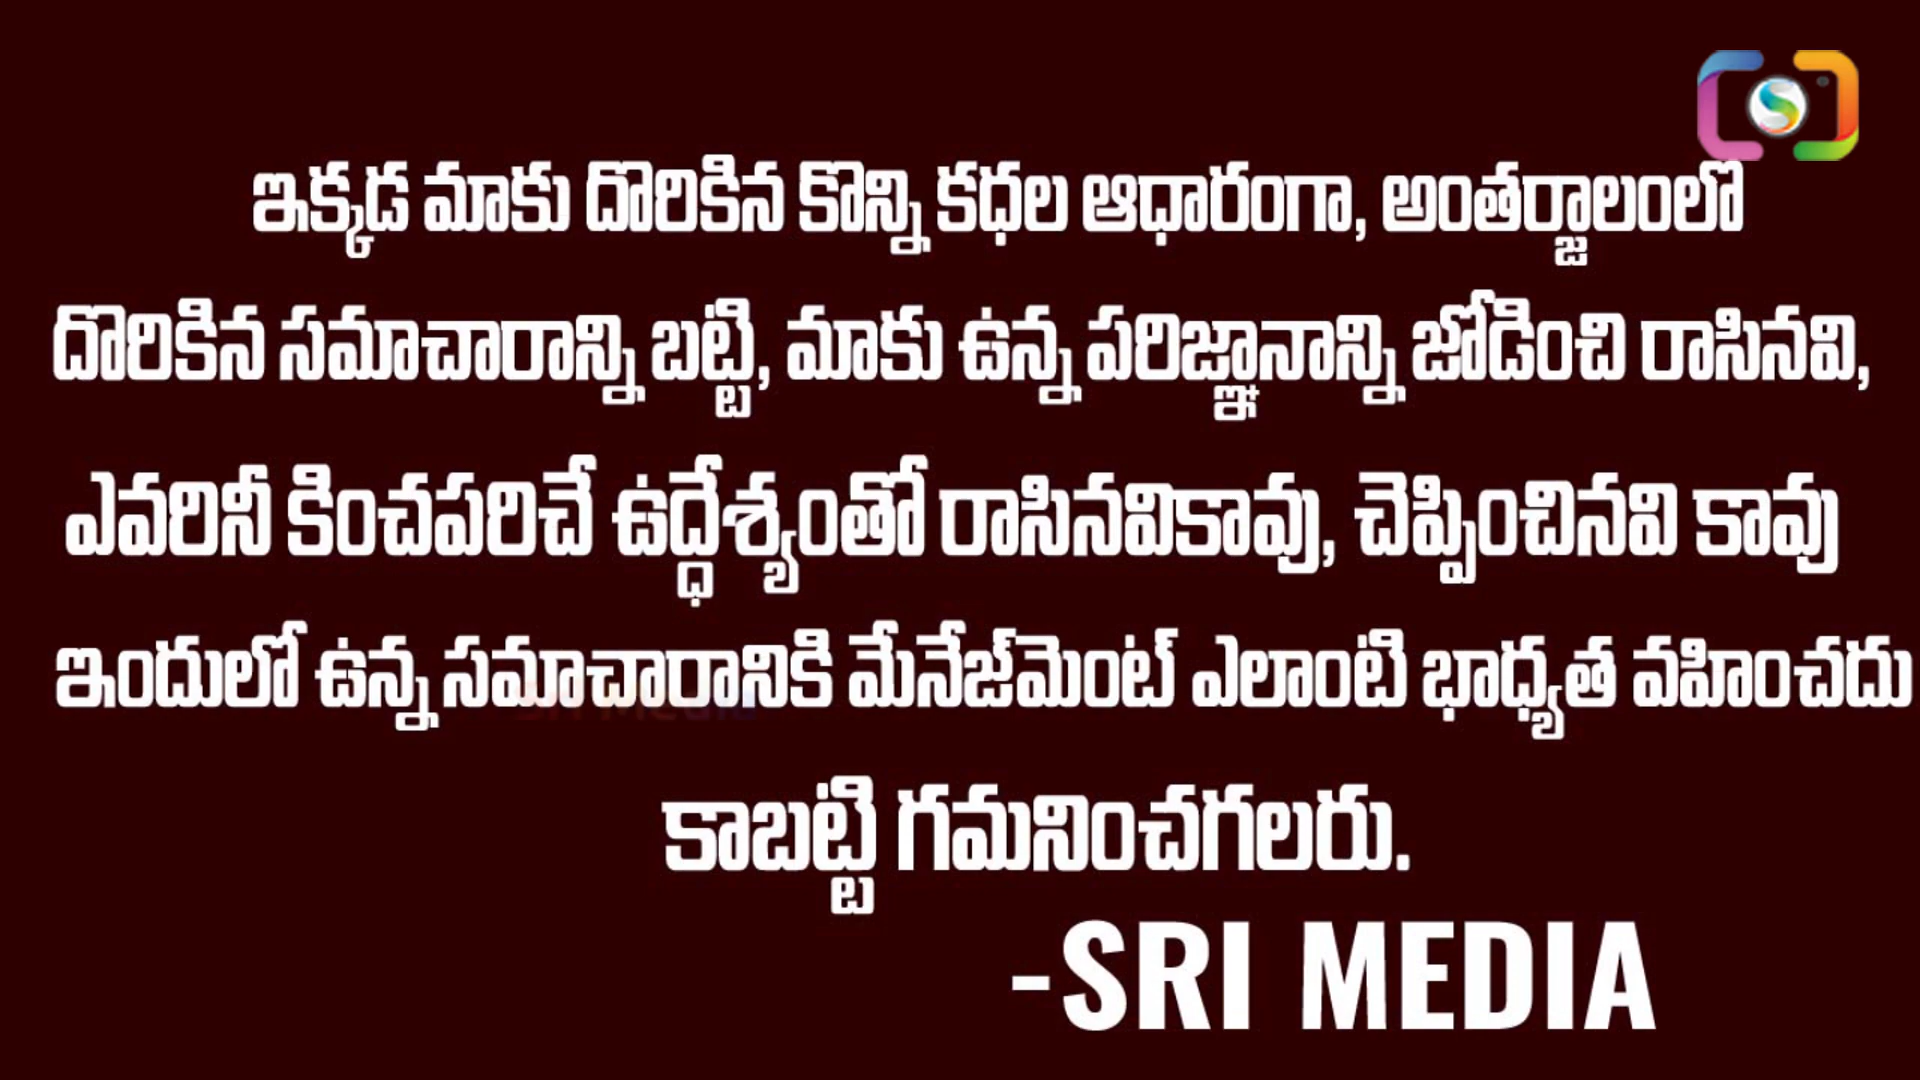 ఇక్కడ మాకు దొరికిన కొన్ని కధల ఆధారంగా, అంతర్జాలంలో
దొరికిన సమాచారాన్ని బట్టి, మాకు ఉన్న పరిజ్ఞానాన్ని జోడించి రాసినవి,
ఎవరినీ కించపరిచే ఉద్ధేశ్యంతో రాసినవికావు, చెప్పించినవి కావు
ఇందులో ఉన్న సమాచారానికి మేనేజ్‌మెంట్ ఎలాంటి భాధ్యత వహించదు
కాబట్టి గమనించగలరు.
-SRI MEDIA